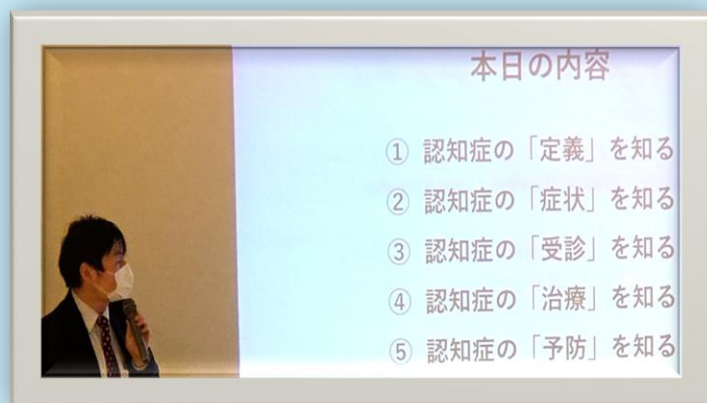 本日の内容
① 認知症の「定義」を知る
② 認知症の「症状」を知る
③ 認知症の「受診」を知る
④ 認知症の「治療」を知る
⑤ 認知症の「予防」を知る